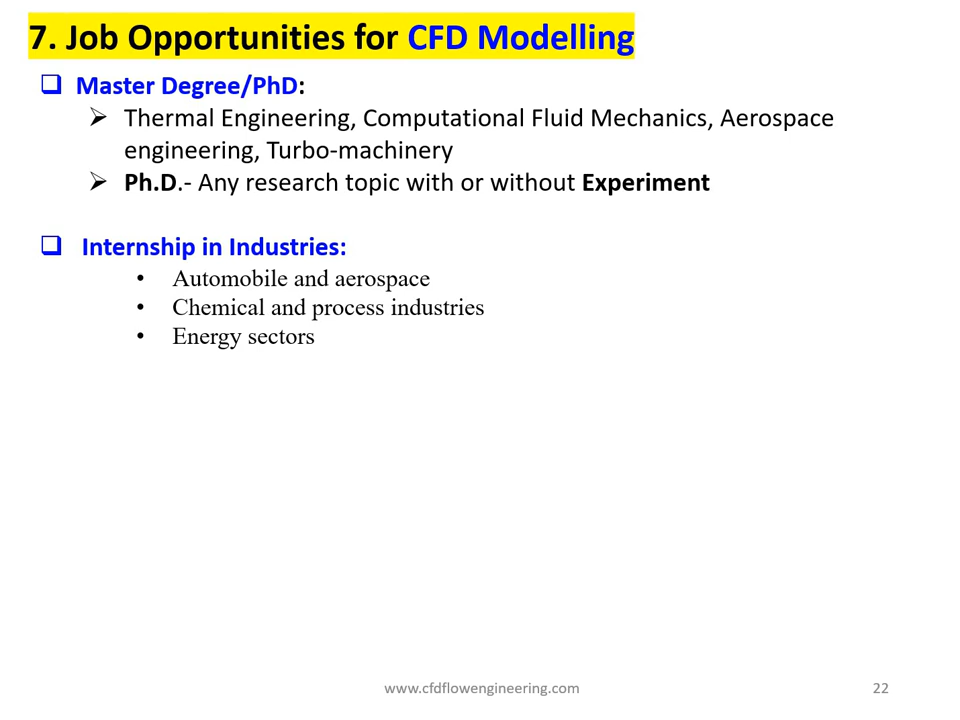 7. Job Opportunities for CFD Modelling
❑ Master Degree/PhD:
➢ Thermal Engineering, Computational Fluid Mechanics, Aerospace
engineering, Turbo-machinery
➢ Ph.D.- Any research topic with or without Experiment
❑ Internship in Industries:
• Automobile and aerospace
• Chemical and process industries
• Energy sectors
www.cfdflowengineering.com 22